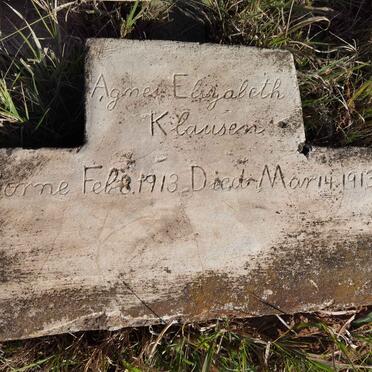 Agnes Elizabeth
Klausen
orne Feb.8.1913 Died Mar.14.1913